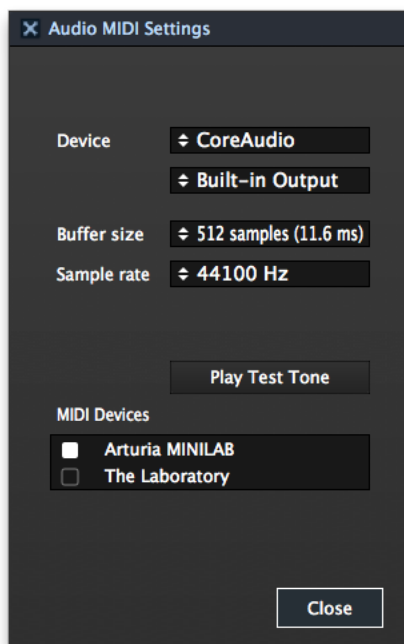 Audio MIDI Settings
Device
CoreAudio
Built-in Output
Buffer size
512 samples (11.6 ms)
Sample rate
44100 Hz
Play Test Tone
MIDI Devices
Arturia MINILAB
The Laboratory
Close